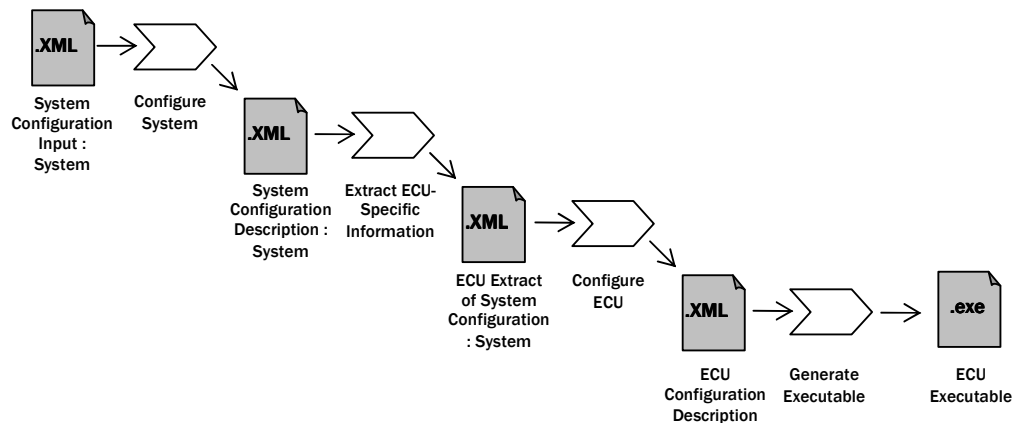 .XML
System
Configuration
Input :
System
Configure
System
.XML
System
Configuration
Description :
System
Extract ECU-
Specific
Information
.XML
ECU Extract
of System
Configuration
: System
Configure
ECU
.XML
ECU
Configuration
Description
Generate
Executable
.exe
ECU
Executable